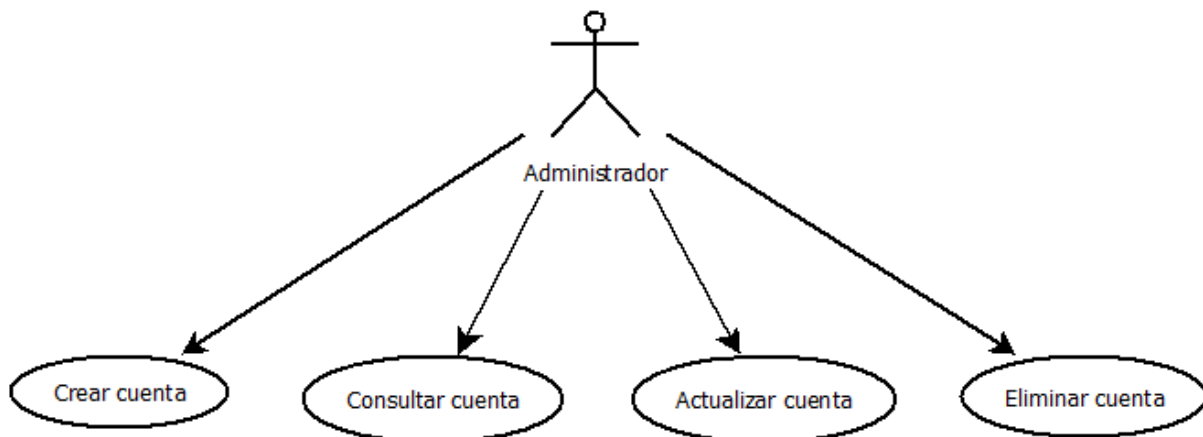 Administrador
Crear cuenta
Consultar cuenta
Actualizar cuenta
Eliminar cuenta